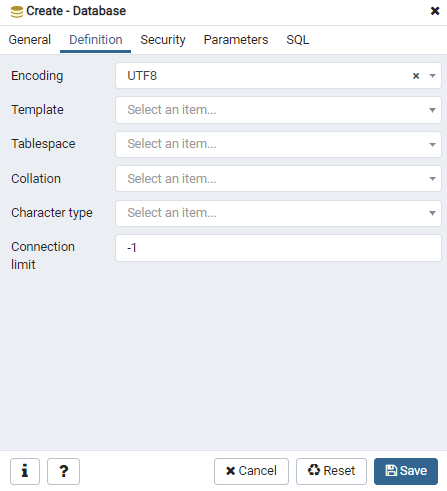 Create - Database
General Definition Security Parameters SQL
Encoding UTF8
Template Select an item...
Tablespace Select an item...
Collation Select an item...
Character type Select an item...
Connection limit -1
i ? Cancel Reset Save